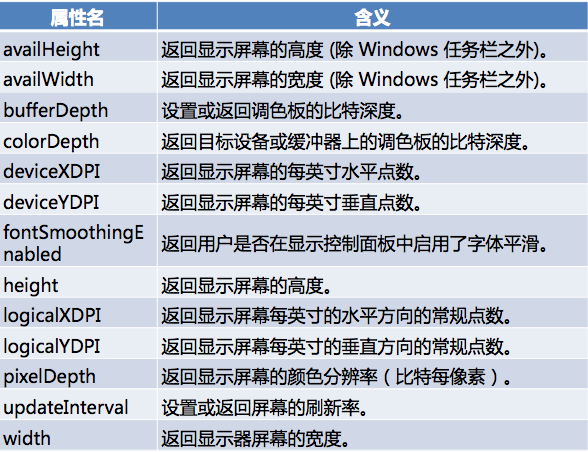 属性名 含义
availHeight 返回显示屏幕的高度 (除 Windows 任务栏之外)。
availWidth 返回显示屏幕的宽度 (除 Windows 任务栏之外)。
bufferDepth 设置或返回调色板的比特深度。
colorDepth 返回目标设备或缓冲器上的调色板的比特深度。
deviceXDPI 返回显示屏幕的每英寸水平点数。
deviceYDPI 返回显示屏幕的每英寸垂直点数。
fontSmoothingE
nabled 返回用户是否在显示控制面板中启用了字体平滑。
height 返回显示屏幕的高度。
logicalXDPI 返回显示屏幕每英寸的水平方向的常规点数。
logicalYDPI 返回显示屏幕每英寸的垂直方向的常规点数。
pixelDepth 返回显示屏幕的颜色分辨率（比特每像素）。
updateInterval 设置或返回屏幕的刷新率。
width 返回显示器屏幕的宽度。